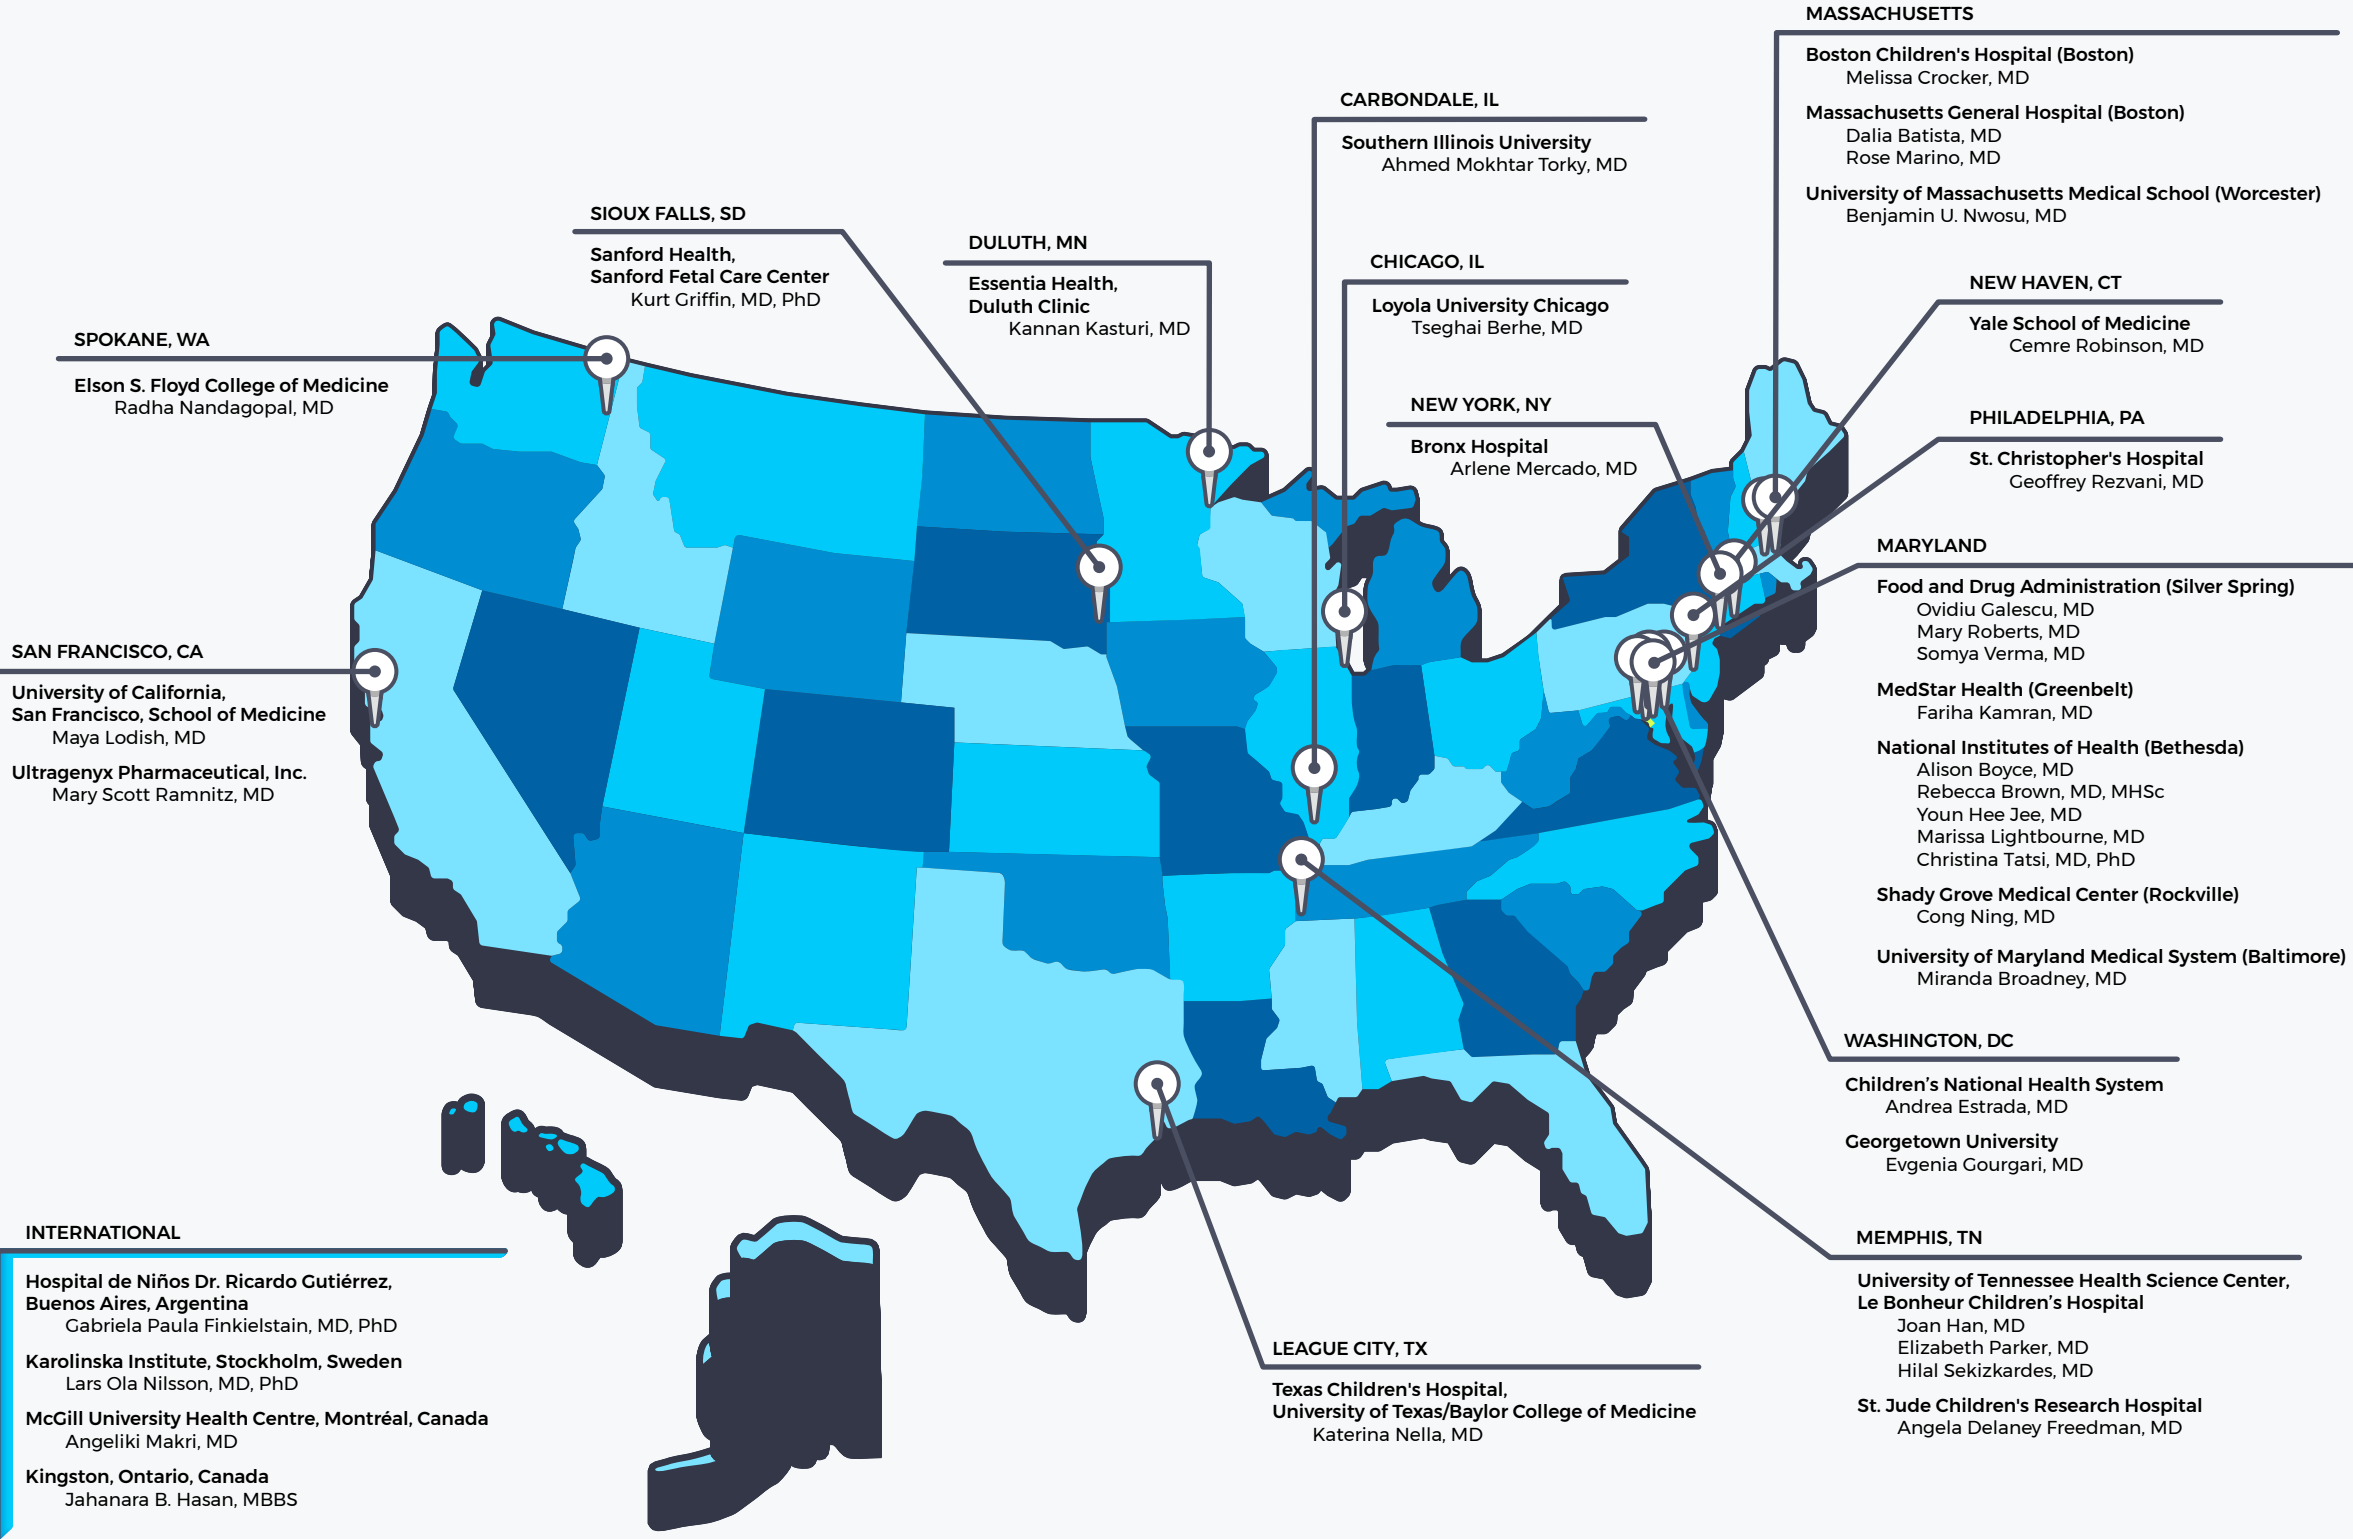 MASSACHUSETTS
Boston Children's Hospital (Boston)
Melissa Crocker, MD
Massachusetts General Hospital (Boston)
Dalia Batista, MD
Rose Marino, MD
University of Massachusetts Medical School (Worcester)
Benjamin U. Nwosu, MD
CARBONDALE, IL
Southern Illinois University
Ahmed Mokhtar Torky, MD
SIOUX FALLS, SD
Sanford Health,
Sanford Fetal Care Center
Kurt Griffin, MD, PhD
DULUTH, MN
Essentia Health,
Duluth Clinic
Kannan Kasturi, MD
CHICAGO, IL
Loyola University Chicago
Tseghai Berhe, MD
NEW HAVEN, CT
Yale School of Medicine
Cemre Robinson, MD
SPOKANE, WA
Elson S. Floyd College of Medicine
Radha Nandagopal, MD
NEW YORK, NY
Bronx Hospital
Arlene Mercado, MD
PHILADELPHIA, PA
St. Christopher's Hospital
Geoffrey Rezvani, MD
MARYLAND
Food and Drug Administration (Silver Spring)
Ovidiu Galescu, MD
Mary Roberts, MD
Somya Verma, MD
MedStar Health (Greenbelt)
Fariha Kamran, MD
National Institutes of Health (Bethesda)
Alison Boyce, MD
Rebecca Brown, MD, MHSc
Youn Hee Jee, MD
Marissa Lightbourne, MD
Christina Tatsi, MD, PhD
Shady Grove Medical Center (Rockville)
Cong Ning, MD
University of Maryland Medical System (Baltimore)
Miranda Broadney, MD
SAN FRANCISCO, CA
University of California,
San Francisco, School of Medicine
Maya Lodish, MD
Ultragenyx Pharmaceutical, Inc.
Mary Scott Ramnitz, MD
WASHINGTON, DC
Children’s National Health System
Andrea Estrada, MD
Georgetown University
Evgenia Gourgari, MD
INTERNATIONAL
Hospital de Niños Dr. Ricardo Gutiérrez,
Buenos Aires, Argentina
Gabriela Paula Finkielstain, MD, PhD
Karolinska Institute, Stockholm, Sweden
Lars Ola Nilsson, MD, PhD
McGill University Health Centre, Montréal, Canada
Angeliki Makri, MD
Kingston, Ontario, Canada
Jahanara B. Hasan, MBBS
LEAGUE CITY, TX
Texas Children's Hospital,
University of Texas/Baylor College of Medicine
Katerina Nella, MD
MEMPHIS, TN
University of Tennessee Health Science Center,
Le Bonheur Children’s Hospital
Joan Han, MD
Elizabeth Parker, MD
Hilal Sekizkardes, MD
St. Jude Children's Research Hospital
Angela Delaney Freedman, MD